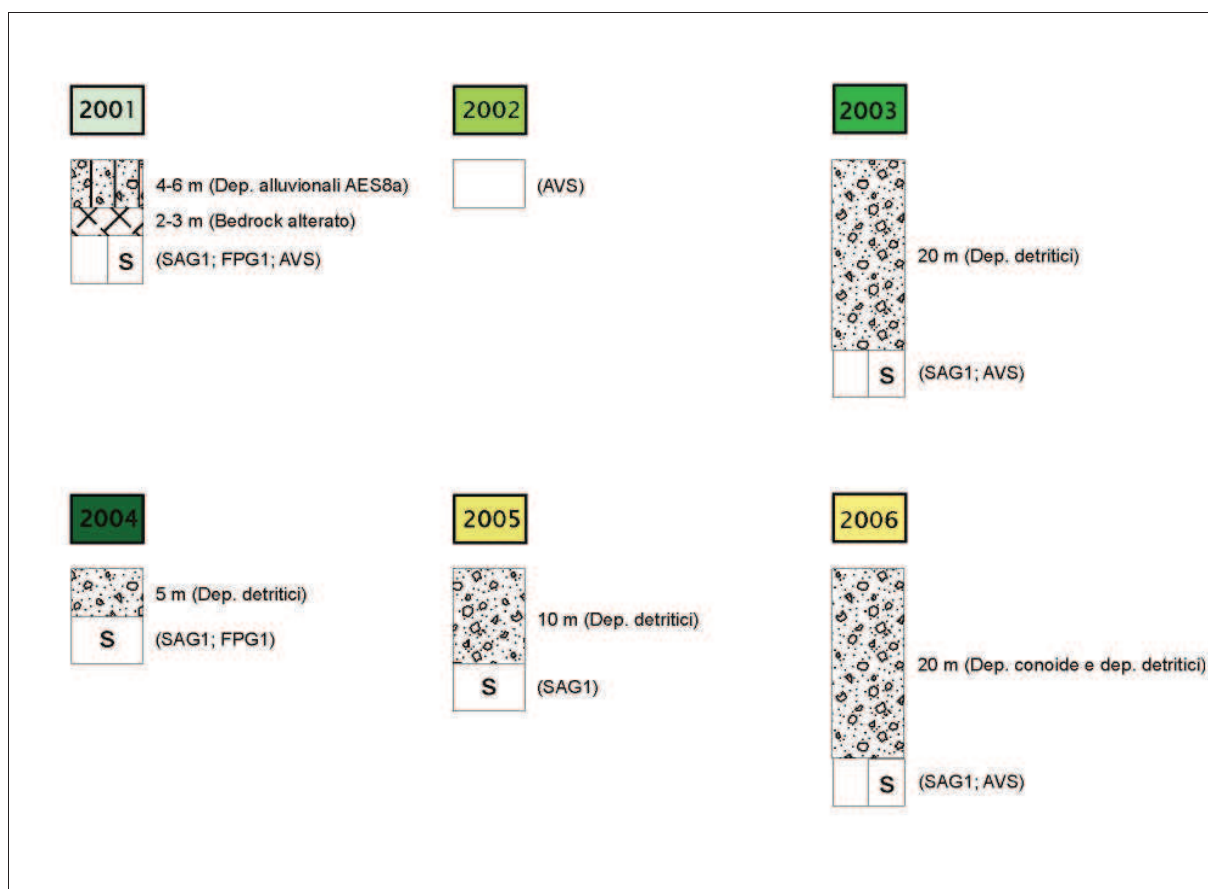 2001
4-6 m (Dep. alluvionali AES8a)
2-3 m (Bedrock alterato)
S
(SAG1; FPG1; AVS)
2002
(AVS)
2003
20 m (Dep. detritici)
S
(SAG1; AVS)
2004
5 m (Dep. detritici)
S
(SAG1; FPG1)
2005
10 m (Dep. detritici)
S
(SAG1)
2006
20 m (Dep. conoide e dep. detritici)
S
(SAG1; AVS)